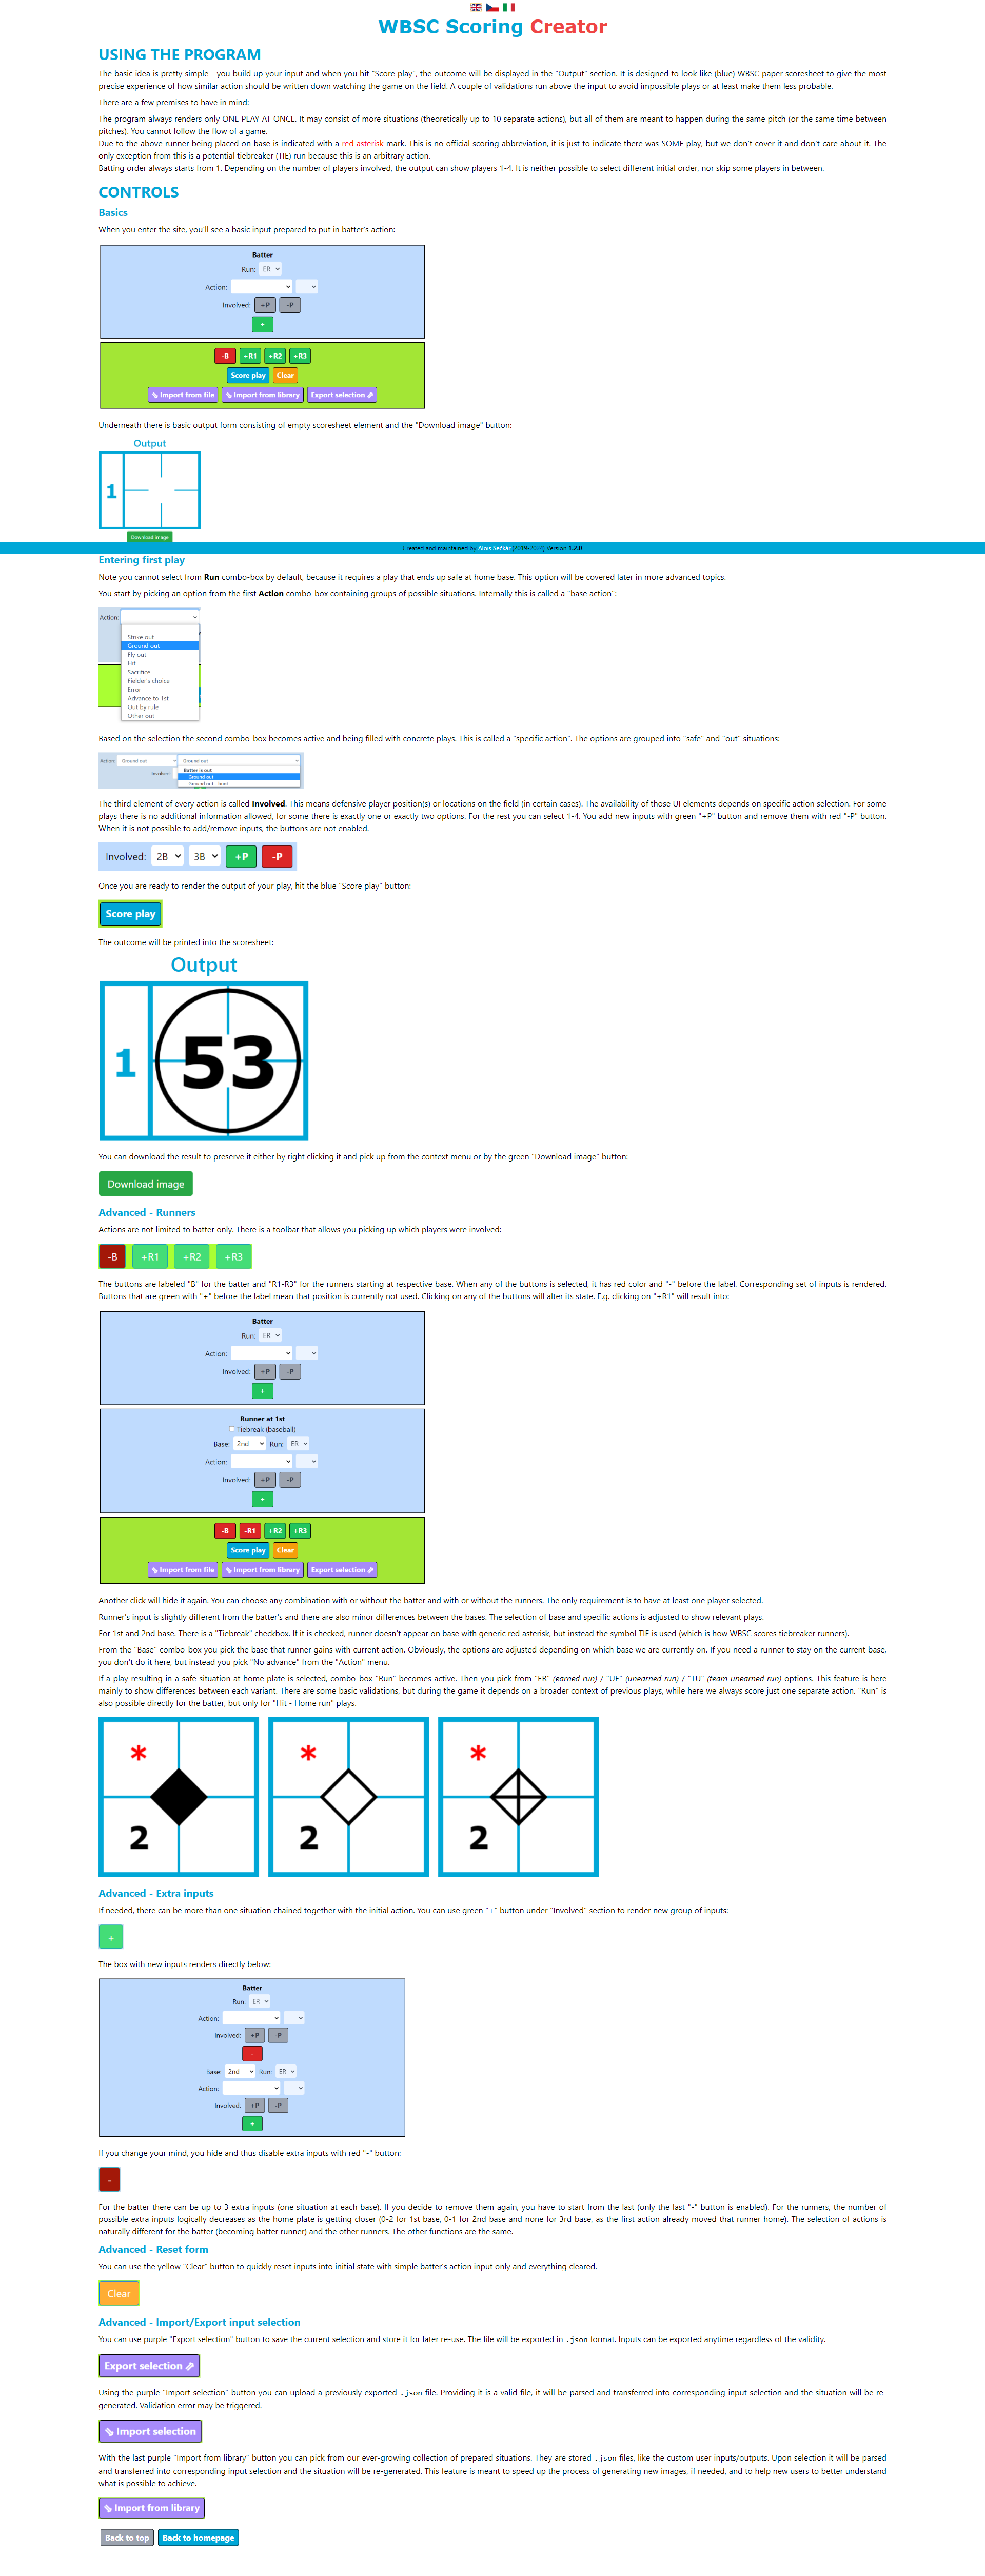 WBSC Scoring Creator
USING THE PROGRAM
The basic idea is pretty simple - you build up your input and when you hit "Score play", the outcome will be displayed in the "Output" section. It is designed to look like (blue) WBSC paper scoresheet to give the most
precise experience of how similar action should be written down watching the game on the field. A couple of validations run above the input to avoid impossible plays or at least make them less probable.
There are a few premises to have in mind:
The program always renders only ONE PLAY AT ONCE. It may consist of more situations (theoretically up to 10 separate actions), but all of them are meant to happen during the same pitch (or the same time between
pitches). You cannot follow the flow of a game.
Due to the above runner being placed on base is indicated with a red asterisk mark. This is no official scoring abbreviation, it is just to indicate there was SOME play, but we don't cover it and don't care about it. The
only exception from this is a potential tiebreaker (TIE) run because this is an arbitrary action.
Batting order always starts from 1. Depending on the number of players involved, the output can show players 1-4. It is neither possible to select different initial order, nor skip some players in between.
CONTROLS
Basics
When you enter the site, you'll see a basic input prepared to put in batter's action:
Batter
Run: ER
Action:
Involved: +P -P
+
-B +R1 +R2 +R3
Score play Clear
Import from file Import from library Export selection
Underneath there is basic output form consisting of empty scoresheet element and the "Download image" button:
Output
1
Download image
Created and maintained by Alois Sečkár (2019-2024) Version 1.2.0
Entering first play
Note you cannot select from Run combo-box by default, because it requires a play that ends up safe at home base. This option will be covered later in more advanced topics.
You start by picking an option from the first Action combo-box containing groups of possible situations. Internally this is called a "base action":
Action:
Strike out
Ground out
Fly out
Hit
Sacrifice
Fielder's choice
Error
Advance to 1st
Out by rule
Other out
Based on the selection the second combo-box becomes active and being filled with concrete plays. This is called a "specific action". The options are grouped into "safe" and "out" situations:
Action: Ground out Ground out
Involved: Batter is out
Ground out
Ground out - bunt
The third element of every action is called Involved. This means defensive player position(s) or locations on the field (in certain cases). The availability of those UI elements depends on specific action selection. For some
plays there is no additional information allowed, for some there is exactly one or exactly two options. For the rest you can select 1-4. You add new inputs with green "+P" button and remove them with red "-P" button.
When it is not possible to add/remove inputs, the buttons are not enabled.
Involved: 2B 3B +P -P
Once you are ready to render the output of your play, hit the blue "Score play" button:
Score play
The outcome will be printed into the scoresheet:
Output
1 53
You can download the result to preserve it either by right clicking it and pick up from the context menu or by the green "Download image" button:
Download image
Advanced - Runners
Actions are not limited to batter only. There is a toolbar that allows you picking up which players were involved:
-B +R1 +R2 +R3
The buttons are labeled "B" for the batter and "R1-R3" for the runners starting at respective base. When any of the buttons is selected, it has red color and "-" before the label. Corresponding set of inputs is rendered.
Buttons that are green with "+" before the label mean that position is currently not used. Clicking on any of the buttons will alter its state. E.g. clicking on "+R1" will result into:
Batter
Run: ER
Action:
Involved: +P -P
+
Runner at 1st
Tiebreak (baseball)
Base: 2nd Run: ER
Action:
Involved: +P -P
+
-B -R1 +R2 +R3
Score play Clear
Import from file Import from library Export selection
Another click will hide it again. You can choose any combination with or without the batter and with or without the runners. The only requirement is to have at least one player selected.
Runner's input is slightly different from the batter's and there are also minor differences between the bases. The selection of base and specific actions is adjusted to show relevant plays.
For 1st and 2nd base. There is a "Tiebreak" checkbox. If it is checked, runner doesn't appear on base with generic red asterisk, but instead the symbol TIE is used (which is how WBSC scores tiebreaker runners).
From the "Base" combo-box you pick the base that runner gains with current action. Obviously, the options are adjusted depending on which base we are currently on. If you need a runner to stay on the current base,
you don't do it here, but instead you pick "No advance" from the "Action" menu.
If a play resulting in a safe situation at home plate is selected, combo-box "Run" becomes active. Then you pick from "ER" (earned run) / "UE" (unearned run) / "TU" (team unearned run) options. This feature is here
mainly to show differences between each variant. There are some basic validations, but during the game it depends on a broader context of previous plays, while here we always score just one separate action. "Run" is
also possible directly for the batter, but only for "Hit - Home run" plays.
* * *
2 2 2
Advanced - Extra inputs
If needed, there can be more than one situation chained together with the initial action. You can use green "+" button under "Involved" section to render new group of inputs:
+
The box with new inputs renders directly below:
Batter
Run: ER
Action:
Involved: +P -P
-
Base: 2nd Run: ER
Action:
Involved: +P -P
+
If you change your mind, you hide and thus disable extra inputs with red "-" button:
-
For the batter there can be up to 3 extra inputs (one situation at each base). If you decide to remove them again, you have to start from the last (only the last "-" button is enabled). For the runners, the number of
possible extra inputs logically decreases as the home plate is getting closer (0-2 for 1st base, 0-1 for 2nd base and none for 3rd base, as the first action already moved that runner home). The selection of actions is
naturally different for the batter (becoming batter runner) and the other runners. The other functions are the same.
Advanced - Reset form
You can use the yellow "Clear" button to quickly reset inputs into initial state with simple batter's action input only and everything cleared.
Clear
Advanced - Import/Export input selection
You can use purple "Export selection" button to save the current selection and store it for later re-use. The file will be exported in .json format. Inputs can be exported anytime regardless of the validity.
Export selection
Using the purple "Import selection" button you can upload a previously exported .json file. Providing it is a valid file, it will be parsed and transferred into corresponding input selection and the situation will be re-
generated. Validation error may be triggered.
Import selection
With the last purple "Import from library" button you can pick from our ever-growing collection of prepared situations. They are stored .json files, like the custom user inputs/outputs. Upon selection it will be parsed
and transferred into corresponding input selection and the situation will be re-generated. This feature is meant to speed up the process of generating new images, if needed, and to help new users to better understand
what is possible to achieve.
Import from library
Back to top Back to homepage